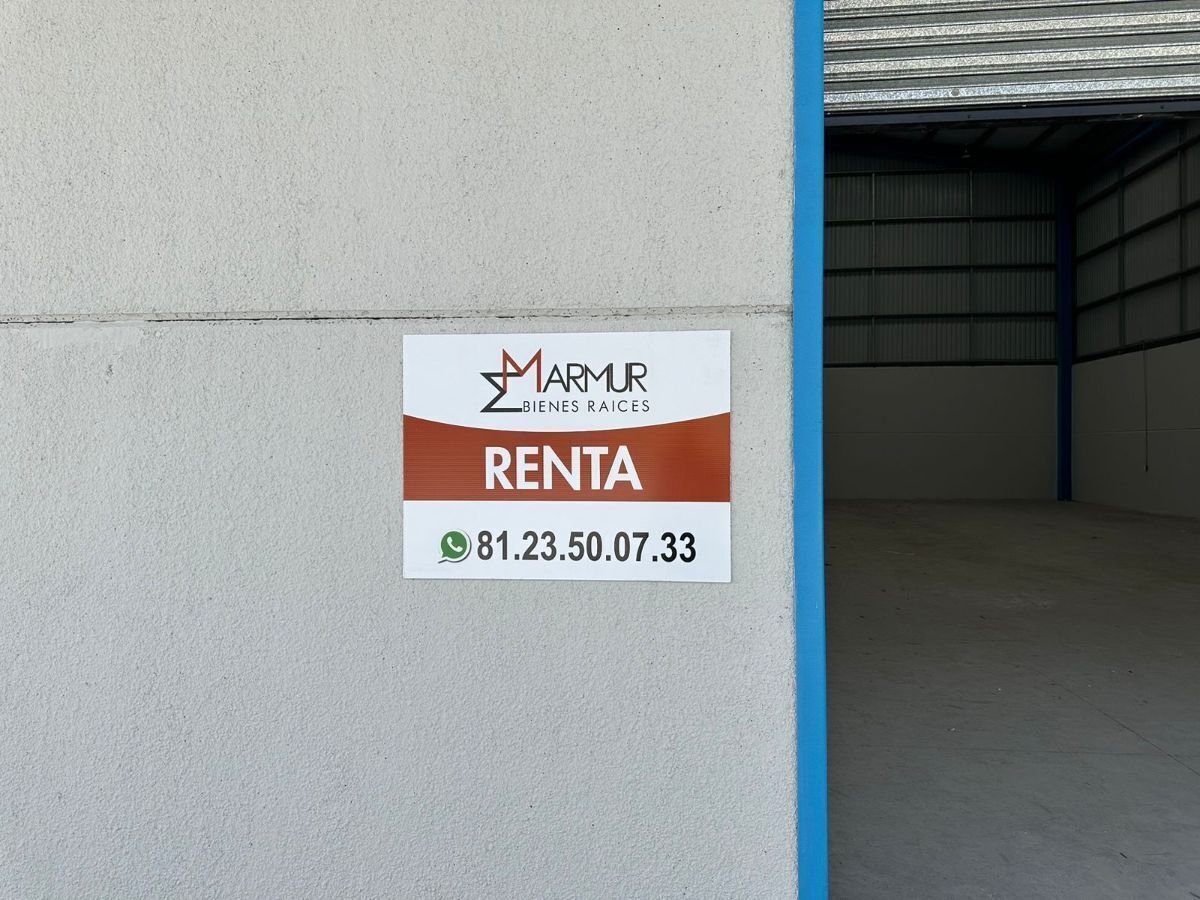 MARMUR
BIENES RAICES
RENTA
81.23.50.07.33